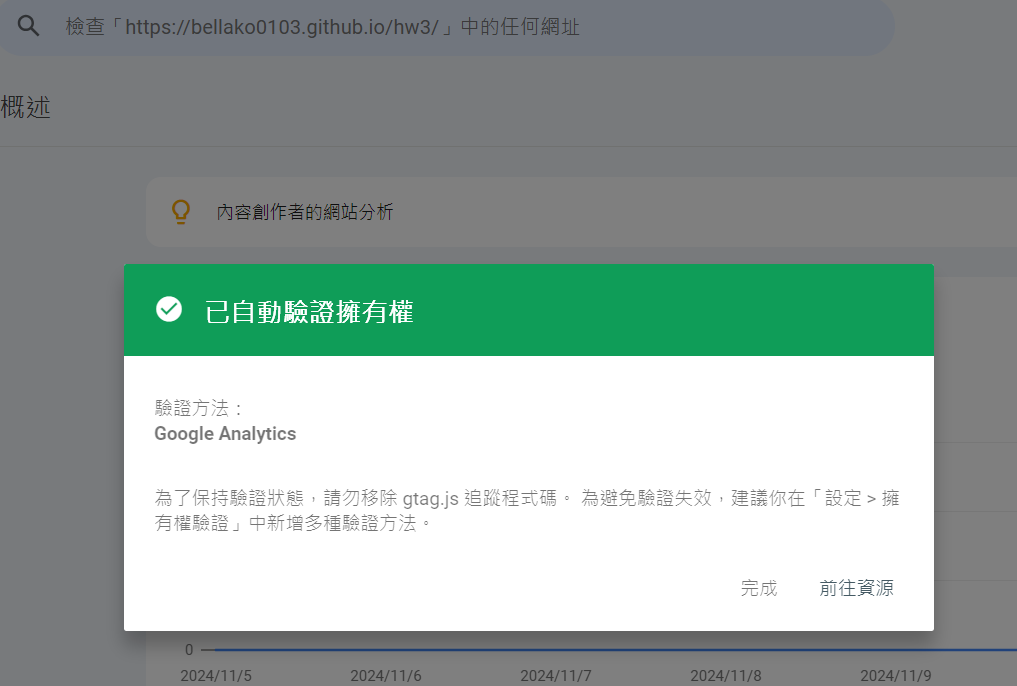 檢查「https://bellako0103.github.io/hw3/」中的任何網址
概述
內容創作者的網站分析
已自動驗證擁有權
驗證方法：
Google Analytics
為了保持驗證狀態，請勿移除 gtag.js 追蹤程式碼。 為避免驗證失效，建議你在「設定 > 擁
有權驗證」中新增多種驗證方法。
完成 前往資源
0
2024/11/5 2024/11/6 2024/11/7 2024/11/8 2024/11/9